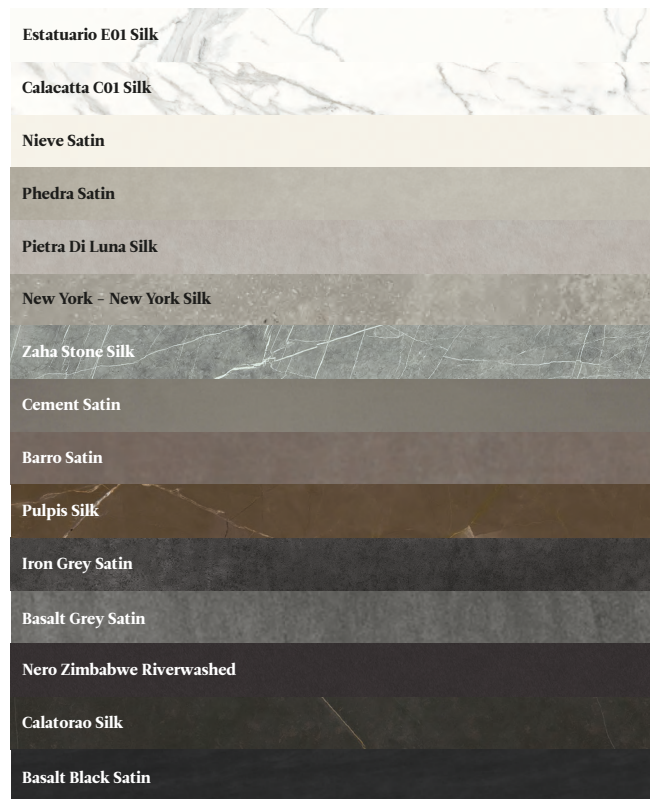 Estatuario E01 Silk
Calacatta C01 Silk
Nieve Satin
Phedra Satin
Pietra Di Luna Silk
New York - New York Silk
Zaha Stone Silk
Cement Satin
Barro Satin
Pulpis Silk
Iron Grey Satin
Basalt Grey Satin
Nero Zimbabwe Riverwashed
Calatorao Silk
Basalt Black Satin